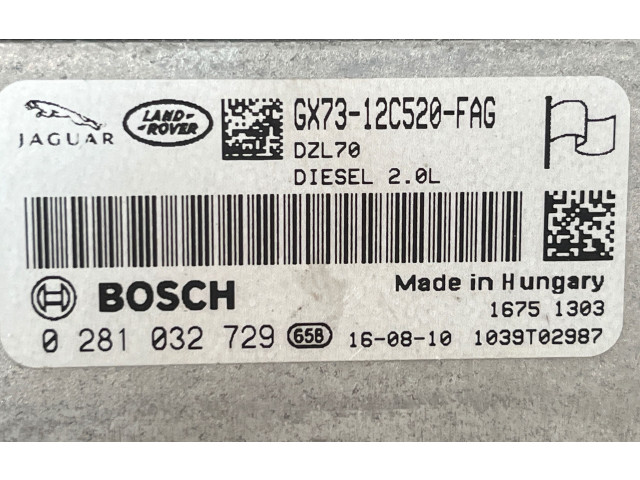 JAGUAR
LAND-
ROVER
GX73-12C520-FAG
DZL70
DIESEL 2.0L
BOSCH
Made in Hungary
1675 1303
0 281 032 729 65B 16-08-10 1039T02987